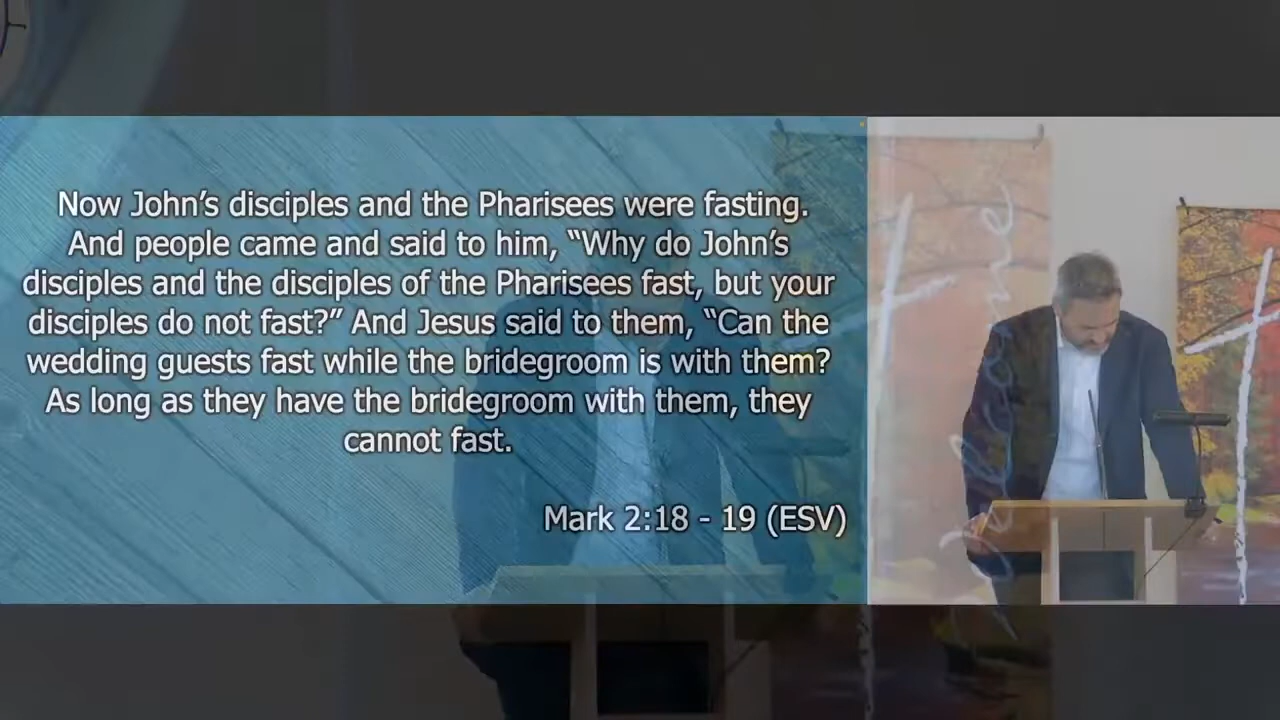 Now John’s disciples and the Pharisees were fasting.
And people came and said to him, “Why do John’s
disciples and the disciples of the Pharisees fast, but your
disciples do not fast?” And Jesus said to them, “Can the
wedding guests fast while the bridegroom is with them?
As long as they have the bridegroom with them, they
cannot fast.
Mark 2:18 - 19 (ESV)